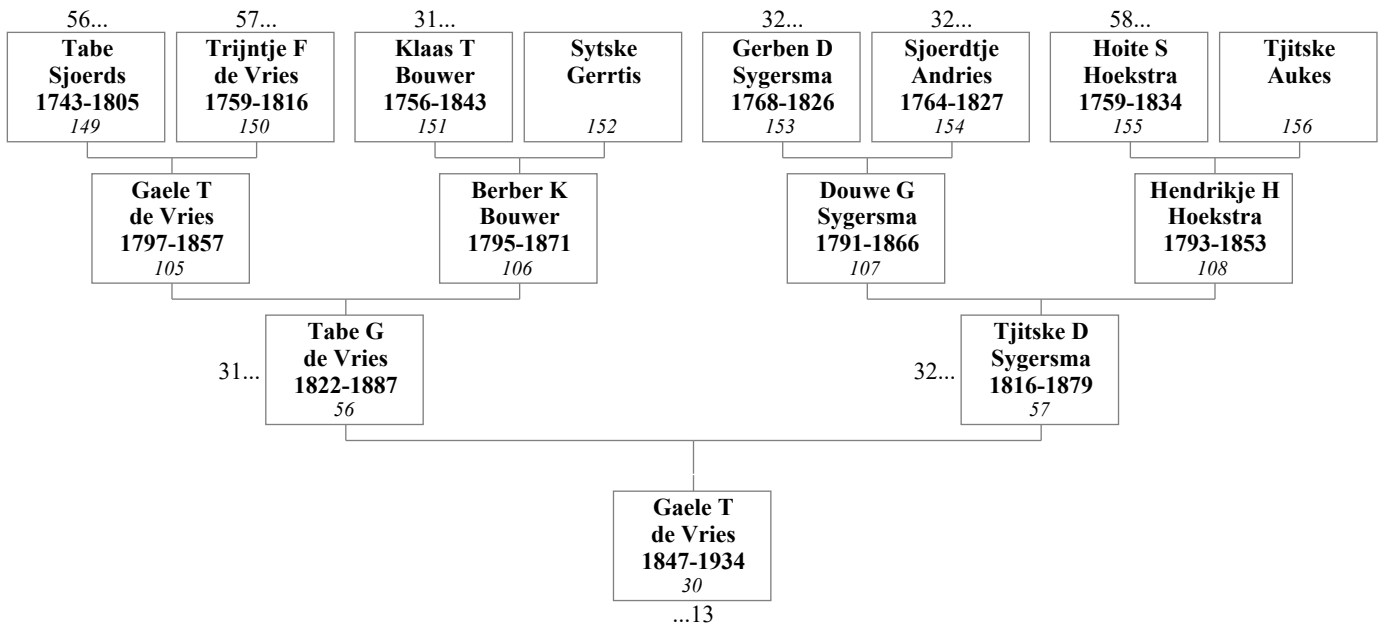 56...
57...
31...
32...
32...
58...
Tabe
Sjoerds
1743-1805
149
Trijntje F
de Vries
1759-1816
150
Klaas T
Bouwer
1756-1843
151
Sytske
Gerrtis
152
Gerben D
Sygersma
1768-1826
153
Sjoerdtje
Andries
1764-1827
154
Hoite S
Hoekstra
1759-1834
155
Tjitske
Aukes
156
Gaele T
de Vries
1797-1857
105
Berber K
Bouwer
1795-1871
106
Douwe G
Sygersma
1791-1866
107
Hendrikje H
Hoekstra
1793-1853
108
31...
Tabe G
de Vries
1822-1887
56
32...
Tjitske D
Sygersma
1816-1879
57
Gaele T
de Vries
1847-1934
30
...13